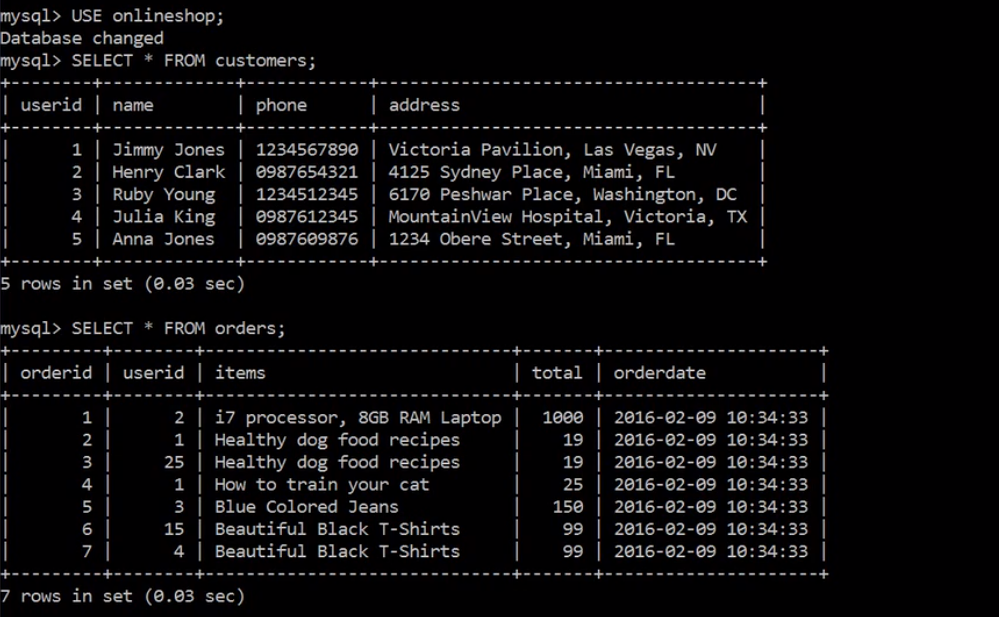 mysql> USE onlineshop;
Database changed
mysql> SELECT * FROM customers;
+--------+-------------+------------+-------------------------------------+
| userid | name        | phone      | address                             |
+--------+-------------+------------+-------------------------------------+
|      1 | Jimmy Jones | 1234567890 | Victoria Pavilion, Las Vegas, NV    |
|      2 | Henry Clark | 0987654321 | 4125 Sydney Place, Miami, FL        |
|      3 | Ruby Young  | 1234512345 | 6170 Peshwar Place, Washington, DC  |
|      4 | Julia King  | 0987612345 | MountainView Hospital, Victoria, TX |
|      5 | Anna Jones  | 0987609876 | 1234 Obere Street, Miami, FL        |
+--------+-------------+------------+-------------------------------------+
5 rows in set (0.03 sec)

mysql> SELECT * FROM orders;
+---------+--------+------------------------------+-------+---------------------+
| orderid | userid | items                        | total | orderdate           |
+---------+--------+------------------------------+-------+---------------------+
|       1 |      2 | i7 processor, 8GB RAM Laptop |  1000 | 2016-02-09 10:34:33 |
|       2 |      1 | Healthy dog food recipes     |    19 | 2016-02-09 10:34:33 |
|       3 |     25 | Healthy dog food recipes     |    19 | 2016-02-09 10:34:33 |
|       4 |      1 | How to train your cat        |    25 | 2016-02-09 10:34:33 |
|       5 |      3 | Blue Colored Jeans           |   150 | 2016-02-09 10:34:33 |
|       6 |     15 | Beautiful Black T-Shirts     |    99 | 2016-02-09 10:34:33 |
|       7 |      4 | Beautiful Black T-Shirts     |    99 | 2016-02-09 10:34:33 |
+---------+--------+------------------------------+-------+---------------------+
7 rows in set (0.03 sec)